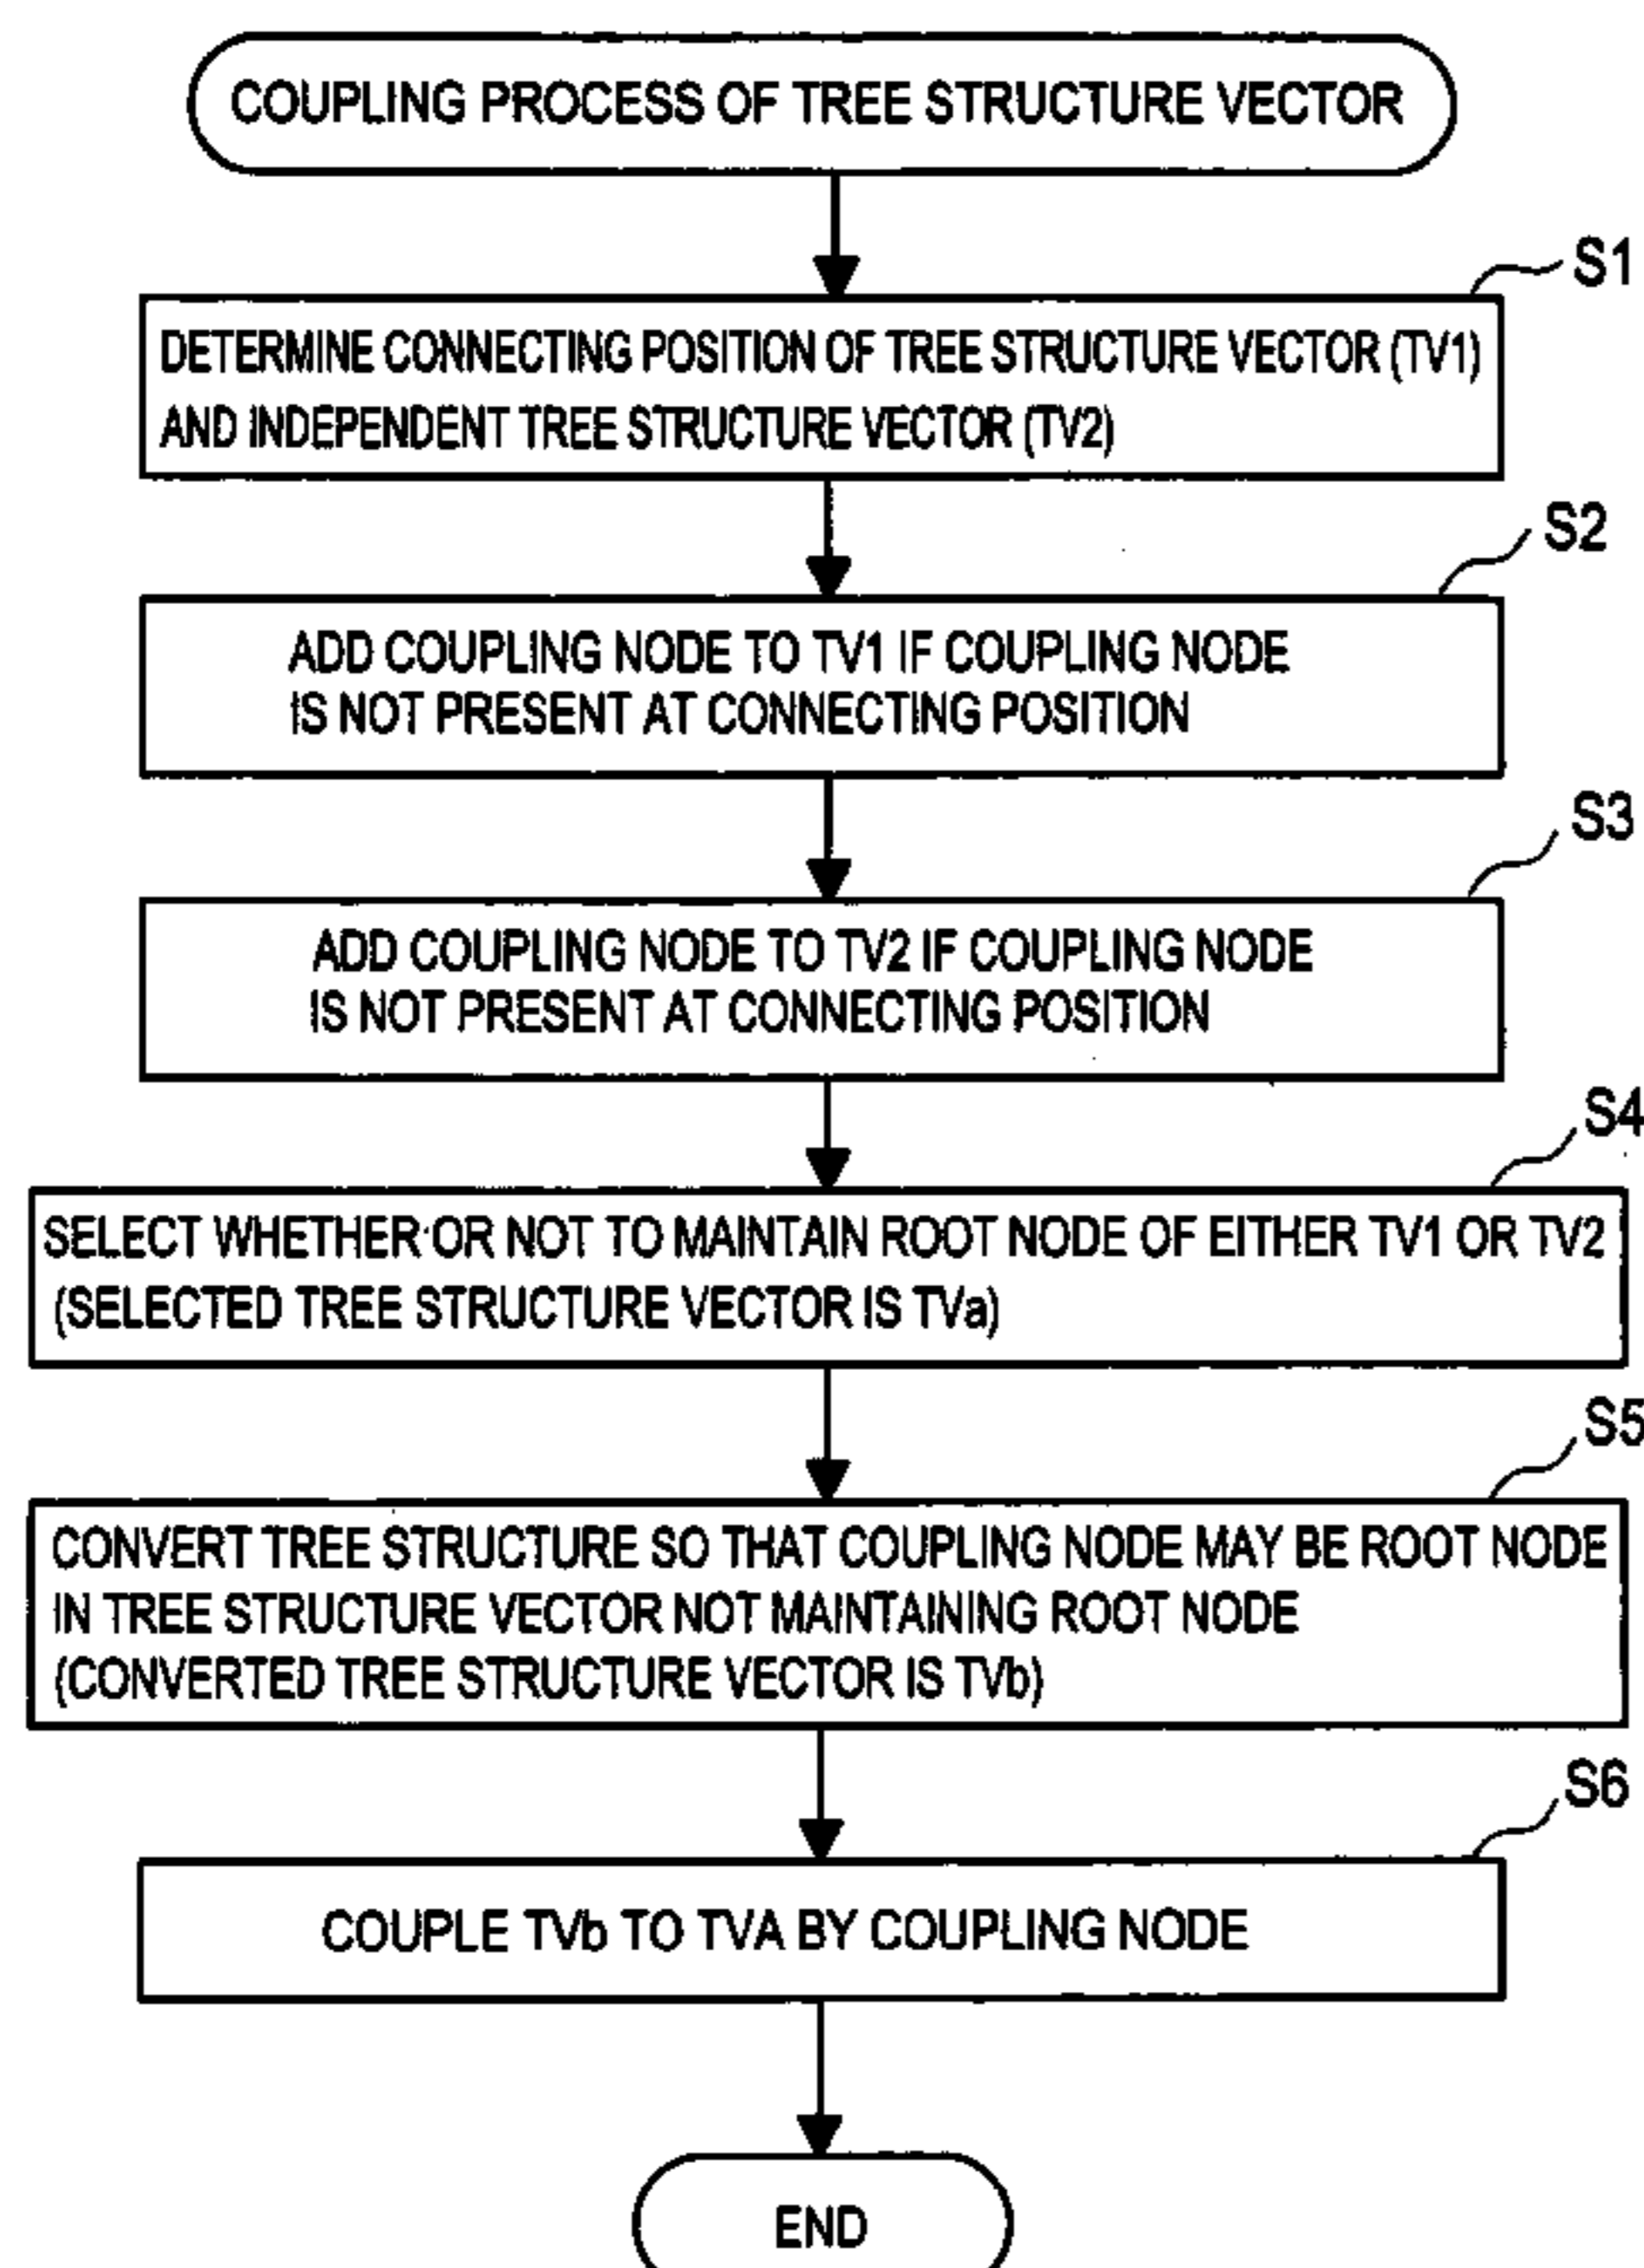 COUPLING PROCESS OF TREE STRUCTURE VECTOR
S1
DETERMINE CONNECTING POSITION OF TREE STRUCTURE VECTOR (TV1)
AND INDEPENDENT TREE STRUCTURE VECTOR (TV2)
S2
ADD COUPLING NODE TO TV1 IF COUPLING NODE
IS NOT PRESENT AT CONNECTING POSITION
S3
ADD COUPLING NODE TO TV2 IF COUPLING NODE
IS NOT PRESENT AT CONNECTING POSITION
S4
SELECT WHETHER OR NOT TO MAINTAIN ROOT NODE OF EITHER TV1 OR TV2
(SELECTED TREE STRUCTURE VECTOR IS TVa)
S5
CONVERT TREE STRUCTURE SO THAT COUPLING NODE MAY BE ROOT NODE
IN TREE STRUCTURE VECTOR NOT MAINTAINING ROOT NODE
(CONVERTED TREE STRUCTURE VECTOR IS TVb)
S6
COUPLE TVb TO TVA BY COUPLING NODE
END